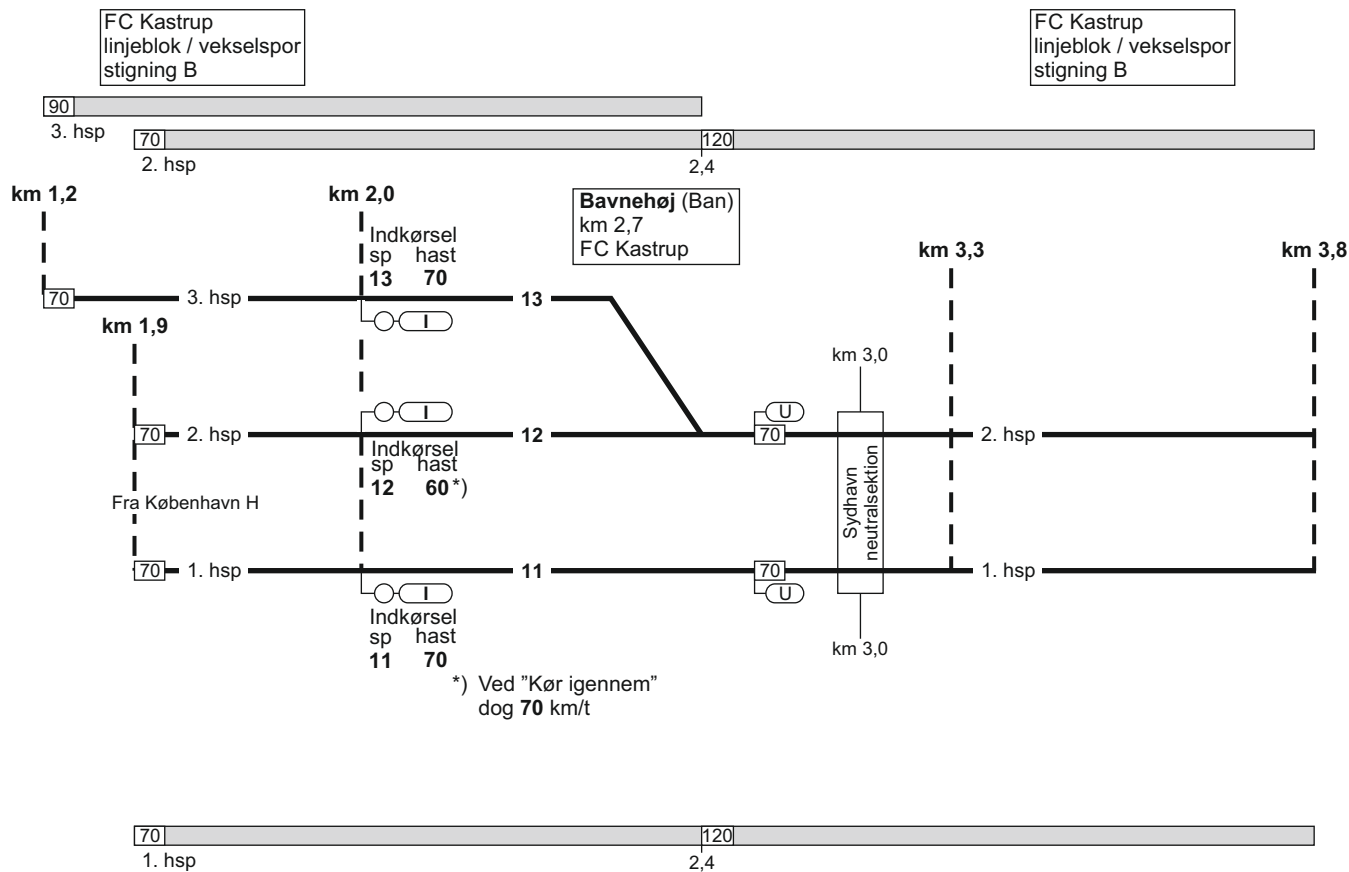 FC Kastrup
linjeblok / vekselspor
stigning B
FC Kastrup
linjeblok / vekselspor
stigning B
90
3. hsp
70
120
2. hsp
2,4
km 1,2
km 2,0
Bavnehøj (Ban)
km 2,7
FC Kastrup
Indkørsel
sp hast
13 70
km 3,3
km 3,8
70
3. hsp
13
I
km 1,9
km 3,0
I
U
70
2. hsp
12
70
2. hsp
Indkørsel
sp hast
12 60 *)
Sydhavn
neutralsektion
Fra København H
70
1. hsp
11
70
1. hsp
I
U
Indkørsel
sp hast
11 70
km 3,0
*) Ved ”Kør igennem”
dog 70 km/t
70
120
1. hsp
2,4